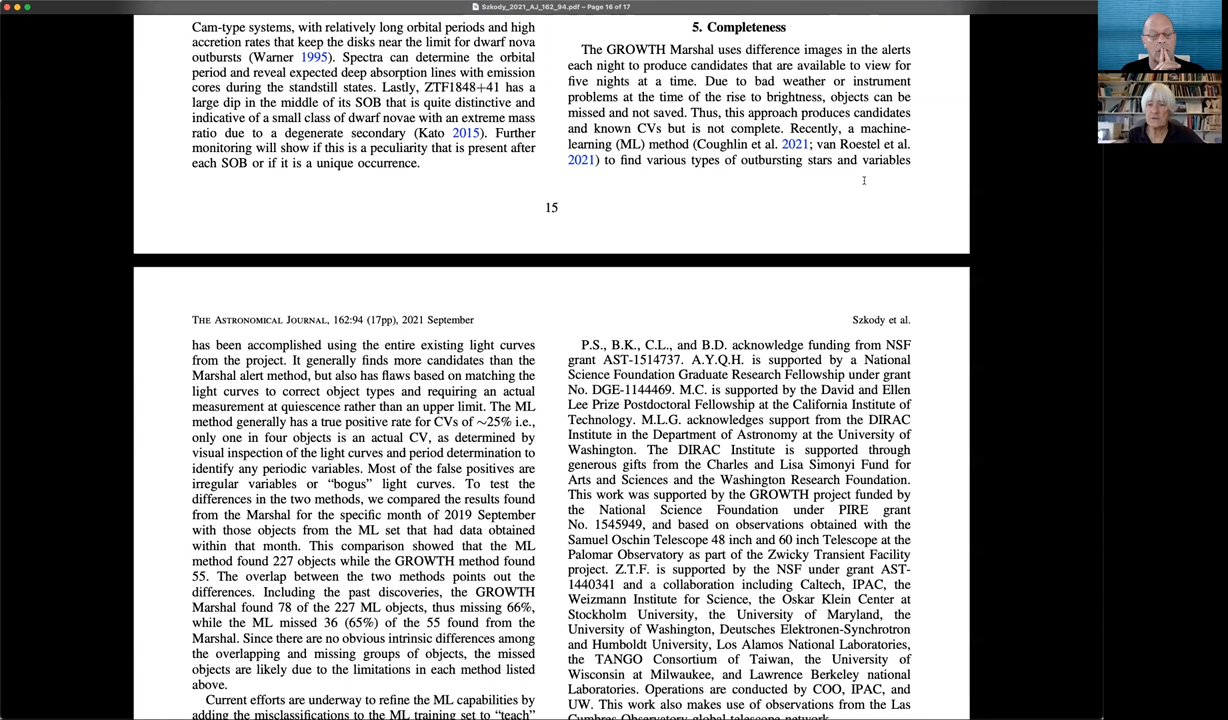 Szkody_2021_AJ_162_94.pdf – Page 16 of 17
Cam-type systems, with relatively long orbital periods and high
accretion rates that keep the disks near the limit for dwarf nova
outbursts (Warner 1995). Spectra can determine the orbital
period and reveal expected deep absorption lines with emission
cores during the standstill states. Lastly, ZTF1848+41 has a
large dip in the middle of its SOB that is quite distinctive and
indicative of a small class of dwarf novae with an extreme mass
ratio due to a degenerate secondary (Kato 2015). Further
monitoring will show if this is a peculiarity that is present after
each SOB or if it is a unique occurrence.
5. Completeness
The GROWTH Marshal uses difference images in the alerts
each night to produce candidates that are available to view for
five nights at a time. Due to bad weather or instrument
problems at the time of the rise to brightness, objects can be
missed and not saved. Thus, this approach produces candidates
and known CVs but is not complete. Recently, a machine-
learning (ML) method (Coughlin et al. 2021; van Roestel et al.
2021) to find various types of outbursting stars and variables
15
THE ASTRONOMICAL JOURNAL, 162:94 (17pp), 2021 September
Szkody et al.
has been accomplished using the entire existing light curves
from the project. It generally finds more candidates than the
Marshal alert method, but also has flaws based on matching the
light curves to correct object types and requiring an actual
measurement at quiescence rather than an upper limit. The ML
method generally has a true positive rate for CVs of ~25% i.e.,
only one in four objects is an actual CV, as determined by
visual inspection of the light curves and period determination to
identify any periodic variables. Most of the false positives are
irregular variables or “bogus” light curves. To test the
differences in the two methods, we compared the results found
from the Marshal for the specific month of 2019 September
with those objects from the ML set that had data obtained
within that month. This comparison showed that the ML
method found 227 objects while the GROWTH method found
55. The overlap between the two methods points out the
differences. Including the past discoveries, the GROWTH
Marshal found 78 of the 227 ML objects, thus missing 66%,
while the ML missed 36 (65%) of the 55 found from the
Marshal. Since there are no obvious intrinsic differences among
the overlapping and missing groups of objects, the missed
objects are likely due to the limitations in each method listed
above.
Current efforts are underway to refine the ML capabilities by
adding the misclassifications to the ML training set to “teach”
P.S., B.K., C.L., and B.D. acknowledge funding from NSF
grant AST-1514737. A.Y.Q.H. is supported by a National
Science Foundation Graduate Research Fellowship under grant
No. DGE-1144469. M.C. is supported by the David and Ellen
Lee Prize Postdoctoral Fellowship at the California Institute of
Technology. M.L.G. acknowledges support from the DIRAC
Institute in the Department of Astronomy at the University of
Washington. The DIRAC Institute is supported through
generous gifts from the Charles and Lisa Simonyi Fund for
Arts and Sciences and the Washington Research Foundation.
This work was supported by the GROWTH project funded by
the National Science Foundation under PIRE grant
No. 1545949, and based on observations obtained with the
Samuel Oschin Telescope 48 inch and 60 inch Telescope at the
Palomar Observatory as part of the Zwicky Transient Facility
project. Z.T.F. is supported by the NSF under grant AST-
1440341 and a collaboration including Caltech, IPAC, the
Weizmann Institute for Science, the Oskar Klein Center at
Stockholm University, the University of Maryland, the
University of Washington, Deutsches Elektronen-Synchrotron
and Humboldt University, Los Alamos National Laboratories,
the TANGO Consortium of Taiwan, the University of
Wisconsin at Milwaukee, and Lawrence Berkeley national
Laboratories. Operations are conducted by COO, IPAC, and
UW. This work also makes use of observations from the Las
Cumbres Observatory global telescope network.